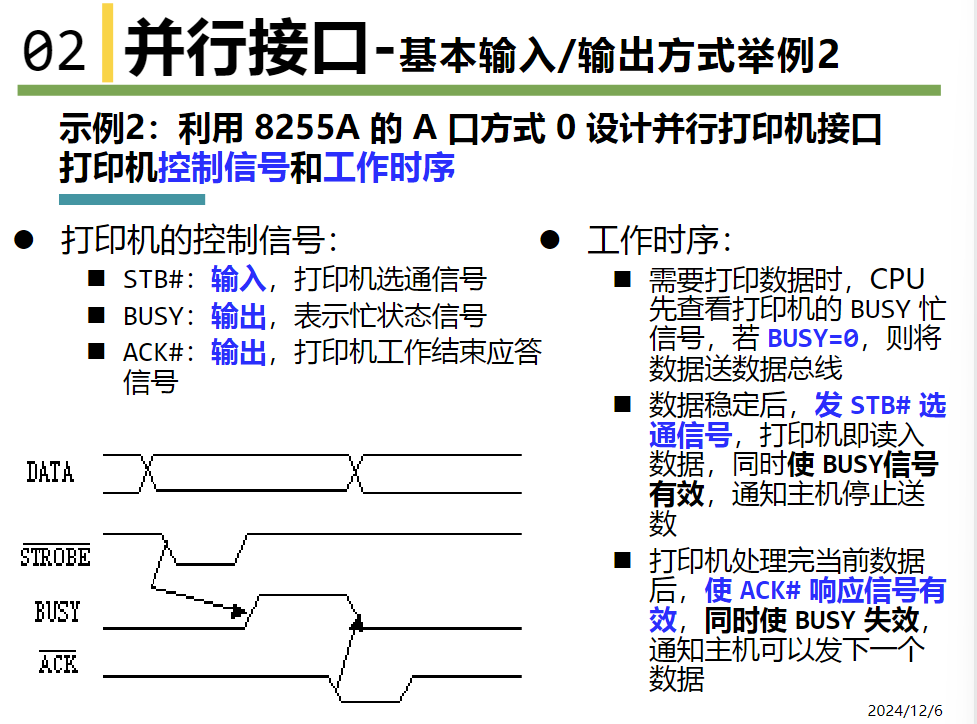 02 并行接口-基本输入/输出方式举例2
示例2：利用 8255A 的 A 口方式 0 设计并行打印机接口
打印机控制信号和工作时序
● 打印机的控制信号：
■ STB#：输入，打印机选通信号
■ BUSY：输出，表示忙状态信号
■ ACK#：输出，打印机工作结束应答
信号
DATA
STROBE
BUSY
ACK
● 工作时序：
■ 需要打印数据时，CPU
先查看打印机的 BUSY 忙
信号，若 BUSY=0，则将
数据送数据总线
■ 数据稳定后，发 STB# 选
通信号，打印机即读入
数据，同时使 BUSY信号
有效，通知主机停止送
数
■ 打印机处理完当前数据
后，使 ACK# 响应信号有
效，同时使 BUSY 失效，
通知主机可以发下一个
数据
2024/12/6